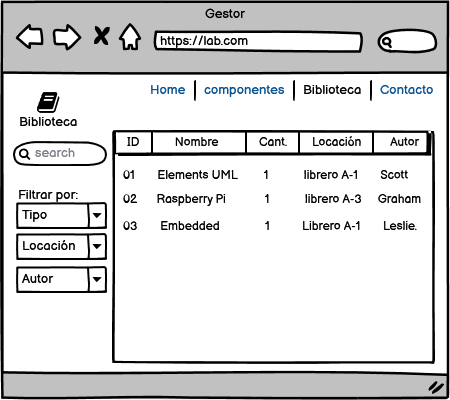 Gestor
https://lab.com
Home componentes Biblioteca Contacto
Biblioteca
search
Filtrar por:
Tipo
Locación
Autor
ID Nombre Cant. Locación Autor
01 Elements UML 1 librero A-1 Scott
02 Raspberry Pi 1 librero A-3 Graham
03 Embedded 1 Librero A-1 Leslie.